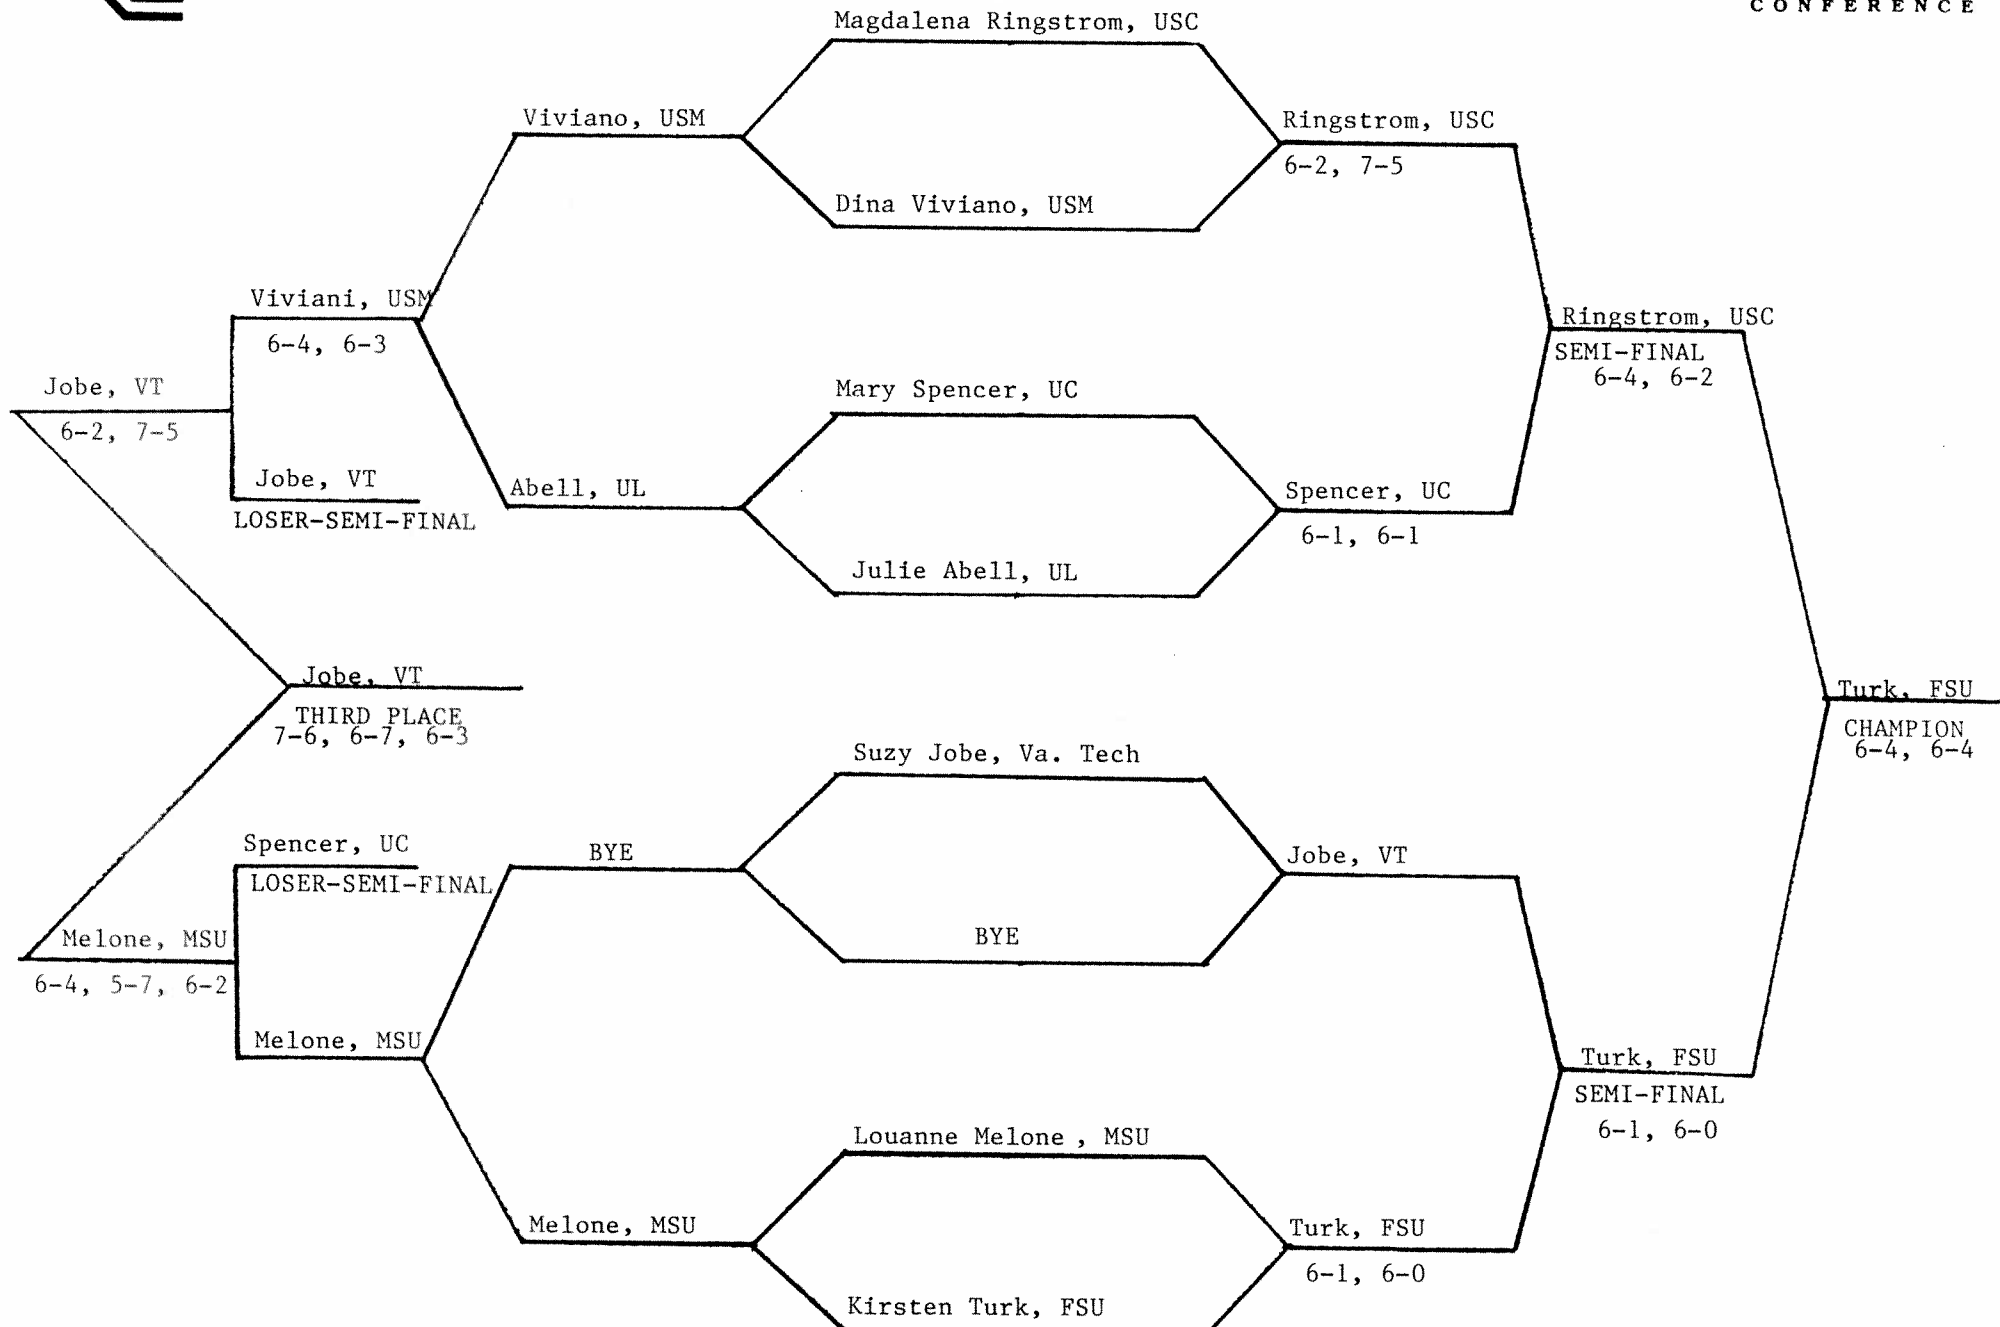 CONFERENCE
Magdalena Ringstrom, USC
Viviano, USM
Ringstrom, USC
6-2, 7-5
Dina Viviano, USM
Viviani, USM
6-4, 6-3
Ringstrom, USC
SEMI-FINAL
6-4, 6-2
Jobe, VT
6-2, 7-5
Mary Spencer, UC
Jobe, VT
LOSER-SEMI-FINAL
Abell, UL
Spencer, UC
6-1, 6-1
Julie Abell, UL
Jobe, VT
THIRD PLACE
7-6, 6-7, 6-3
Turk, FSU
CHAMPION
6-4, 6-4
Suzy Jobe, Va. Tech
Spencer, UC
LOSER-SEMI-FINAL
BYE
Jobe, VT
BYE
Melone, MSU
6-4, 5-7, 6-2
Melone, MSU
Turk, FSU
SEMI-FINAL
6-1, 6-0
Louanne Melone , MSU
Melone, MSU
Turk, FSU
6-1, 6-0
Kirsten Turk, FSU